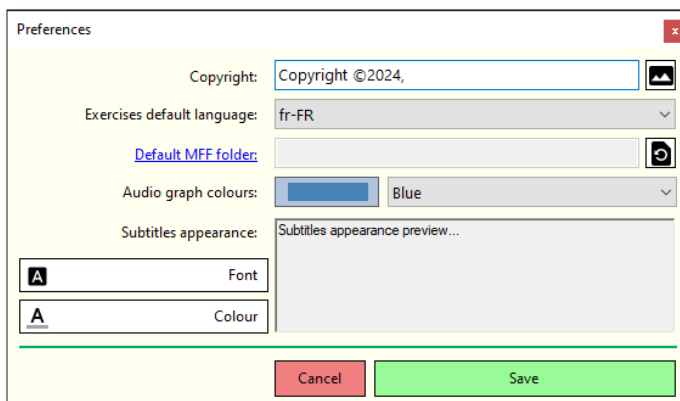 Preferences
x
Copyright: Copyright ©2024,
Exercises default language: fr-FR
Default MFF folder:
Audio graph colours: Blue
Subtitles appearance: Subtitles appearance preview...
A Font
A Colour
Cancel Save